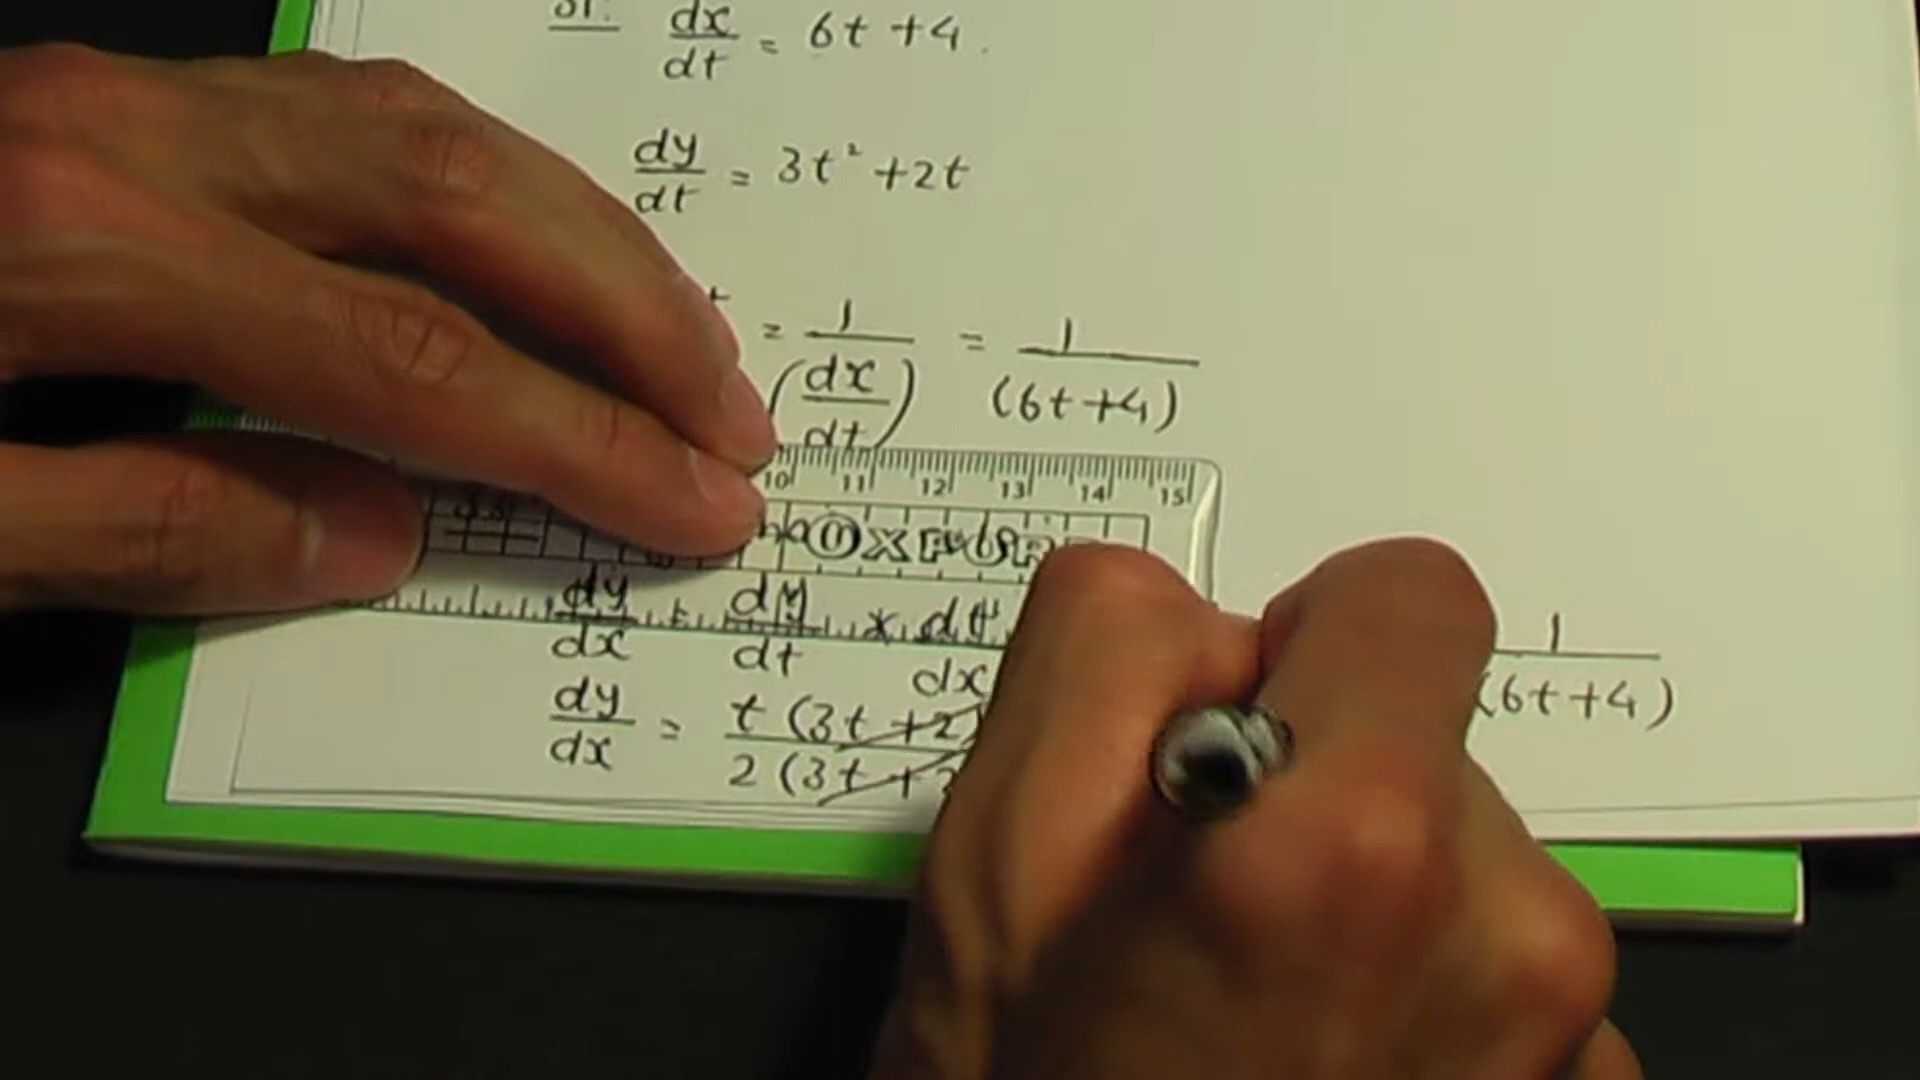 dx/dt = 6t + 4.
dy/dt = 3t² + 2t
= 1/(dx/dt) = 1/(6t+4)
10 11 12 13 14 15
dy/dx dy/dt * dt/dx 1/(6t+4)
dy/dx = t(3t+2)/2(3t+2